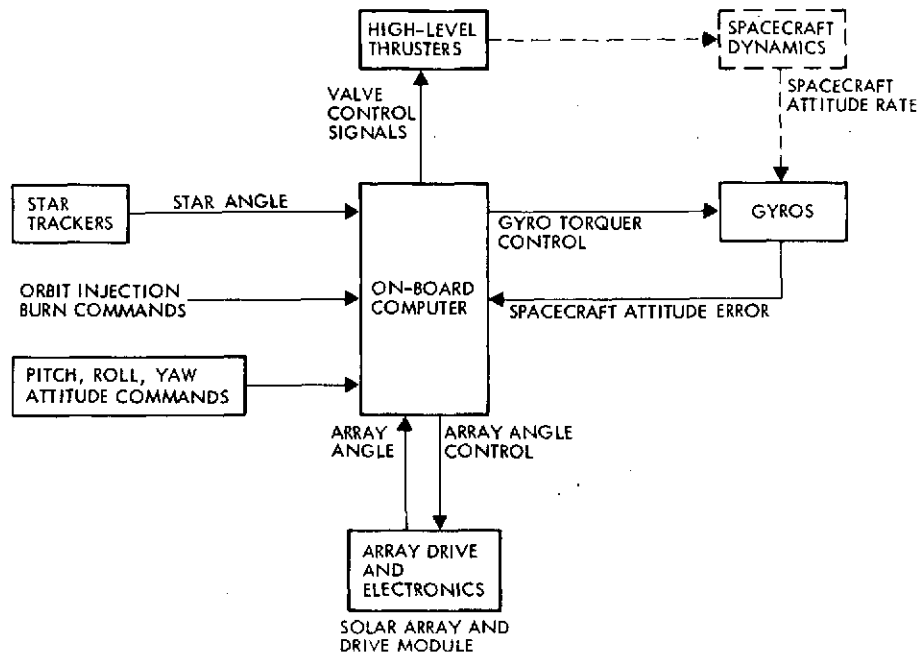 HIGH-LEVEL
THRUSTERS
SPACECRAFT
DYNAMICS
VALVE
CONTROL
SIGNALS
SPACECRAFT
ATTITUDE RATE
STAR
TRACKERS
STAR ANGLE
GYRO TORQUER
CONTROL
GYROS
ORBIT INJECTION
BURN COMMANDS
ON-BOARD
COMPUTER
SPACECRAFT ATTITUDE ERROR
PITCH, ROLL, YAW
ATTITUDE COMMANDS
ARRAY
ANGLE
ARRAY ANGLE
CONTROL
ARRAY DRIVE
AND
ELECTRONICS
SOLAR ARRAY AND
DRIVE MODULE